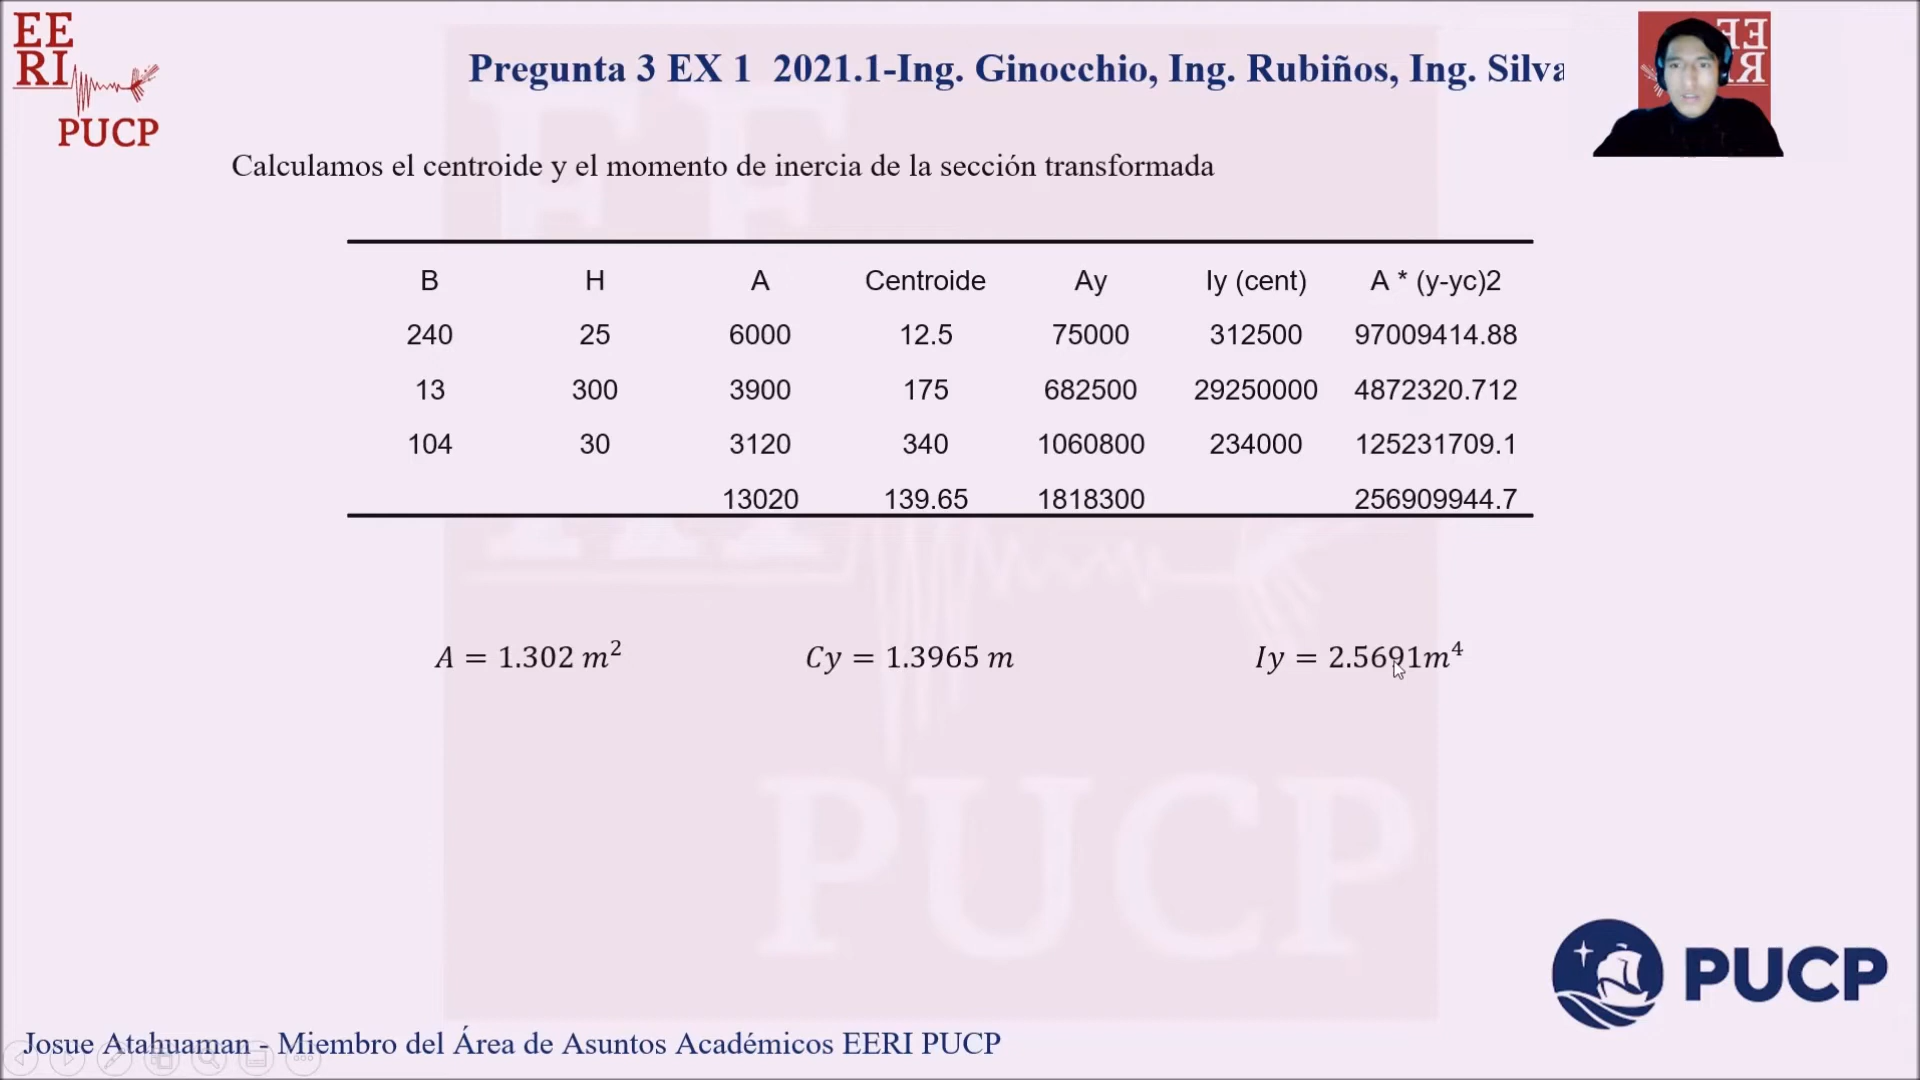 EE
RI
PUCP
Pregunta 3 EX 1 2021.1-Ing. Ginocchio, Ing. Rubiños, Ing. Silva
Calculamos el centroide y el momento de inercia de la sección transformada
B H A Centroide Ay Iy (cent) A * (y-yc)2
240 25 6000 12.5 75000 312500 97009414.88
13 300 3900 175 682500 29250000 4872320.712
104 30 3120 340 1060800 234000 125231709.1
13020 139.65 1818300 256909944.7
A = 1.302 m² Cy = 1.3965 m Iy = 2.5691m⁴
PUCP
PUCP
Josue Atahuaman - Miembro del Área de Asuntos Académicos EERI PUCP